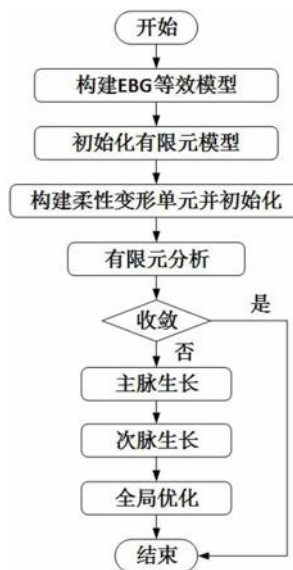 开始
构建EBG等效模型
初始化有限元模型
构建柔性变形单元并初始化
有限元分析
收敛
是
否
主脉生长
次脉生长
全局优化
结束